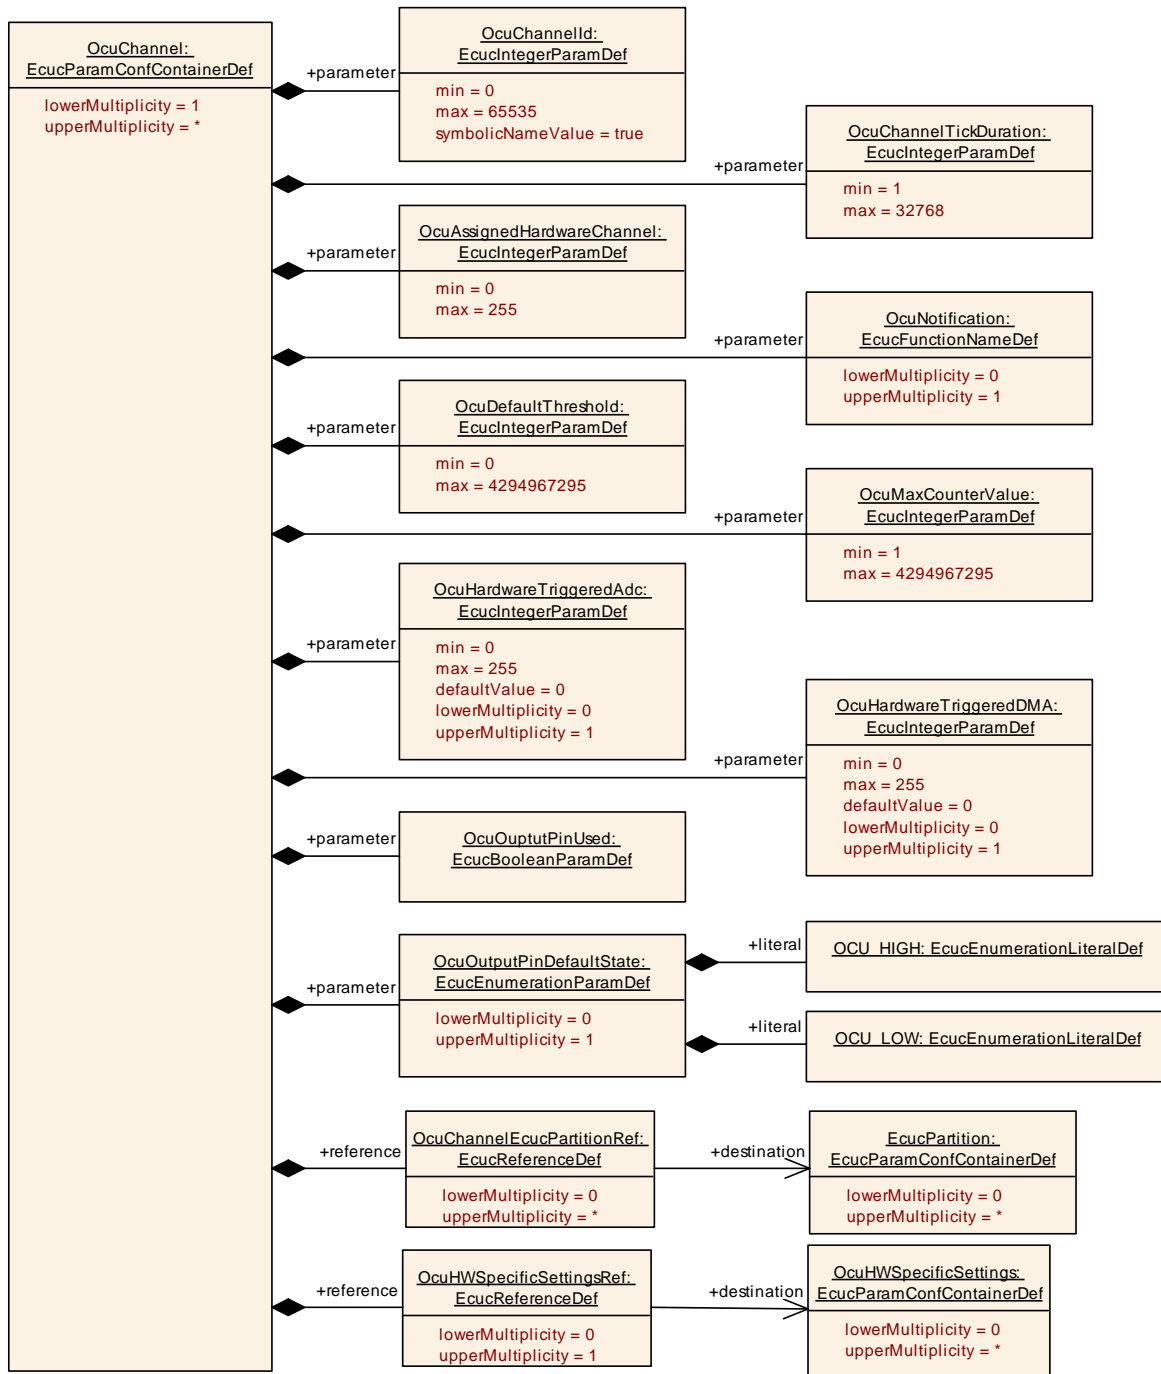 OcuChannel:
EcucParamConfContainerDef
lowerMultiplicity = 1
upperMultiplicity = *
+parameter
OcuChannelId:
EcucIntegerParamDef
min = 0
max = 65535
symbolicNameValue = true
+parameter
OcuChannelTickDuration:
EcucIntegerParamDef
min = 1
max = 32768
+parameter
OcuAssignedHardwareChannel:
EcucIntegerParamDef
min = 0
max = 255
+parameter
OcuNotification:
EcucFunctionNameDef
lowerMultiplicity = 0
upperMultiplicity = 1
+parameter
OcuDefaultThreshold:
EcucIntegerParamDef
min = 0
max = 4294967295
+parameter
OcuMaxCounterValue:
EcucIntegerParamDef
min = 1
max = 4294967295
+parameter
OcuHardwareTriggeredAdc:
EcucIntegerParamDef
min = 0
max = 255
defaultValue = 0
lowerMultiplicity = 0
upperMultiplicity = 1
+parameter
OcuHardwareTriggeredDMA:
EcucIntegerParamDef
min = 0
max = 255
defaultValue = 0
lowerMultiplicity = 0
upperMultiplicity = 1
+parameter
OcuOuptutPinUsed:
EcucBooleanParamDef
+parameter
OcuOutputPinDefaultState:
EcucEnumerationParamDef
lowerMultiplicity = 0
upperMultiplicity = 1
+literal
OCU_HIGH: EcucEnumerationLiteralDef
+literal
OCU_LOW: EcucEnumerationLiteralDef
+reference
OcuChannelEcucPartitionRef:
EcucReferenceDef
lowerMultiplicity = 0
upperMultiplicity = *
+destination
EcucPartition:
EcucParamConfContainerDef
lowerMultiplicity = 0
upperMultiplicity = *
+reference
OcuHWSpecificSettingsRef:
EcucReferenceDef
lowerMultiplicity = 0
upperMultiplicity = 1
+destination
OcuHWSpecificSettings:
EcucParamConfContainerDef
lowerMultiplicity = 0
upperMultiplicity = *